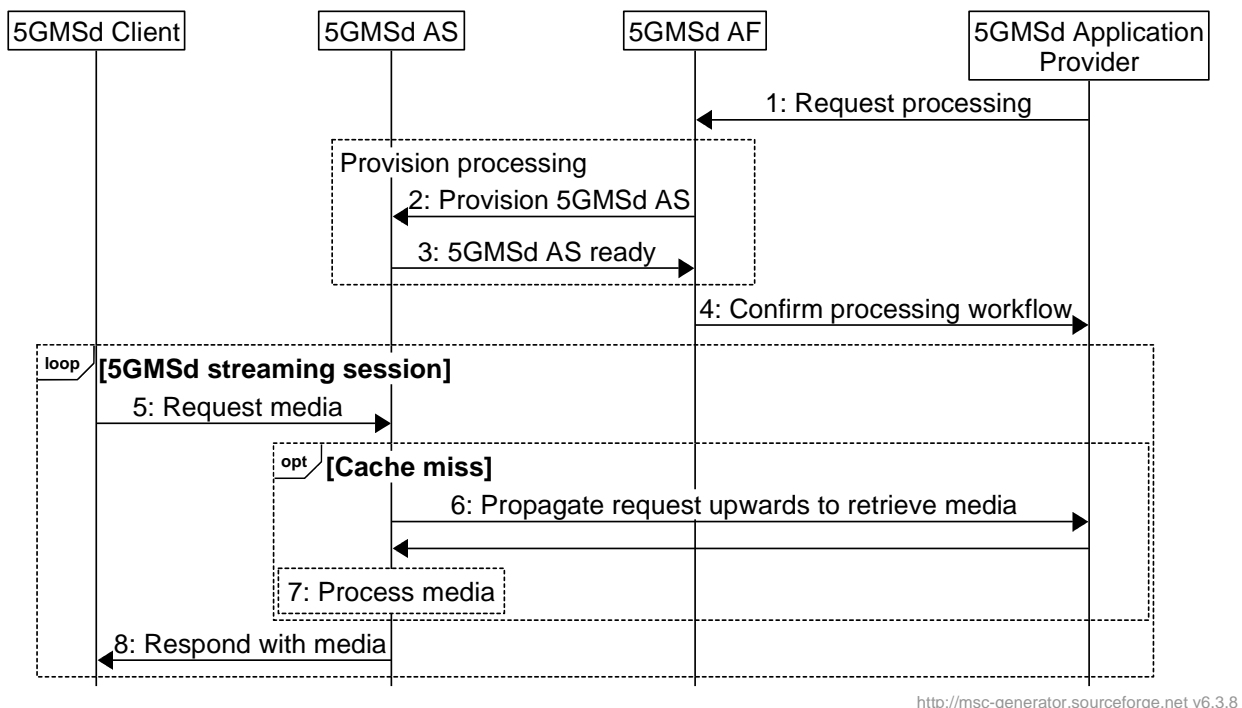 5GMSd Client
5GMSd AS
5GMSd AF
5GMSd Application
Provider
1: Request processing
Provision processing
2: Provision 5GMSd AS
3: 5GMSd AS ready
4: Confirm processing workflow
loop
[5GMSd streaming session]
5: Request media
opt
[Cache miss]
6: Propagate request upwards to retrieve media
7: Process media
8: Respond with media
http://msc-generator.sourceforge.net v6.3.8